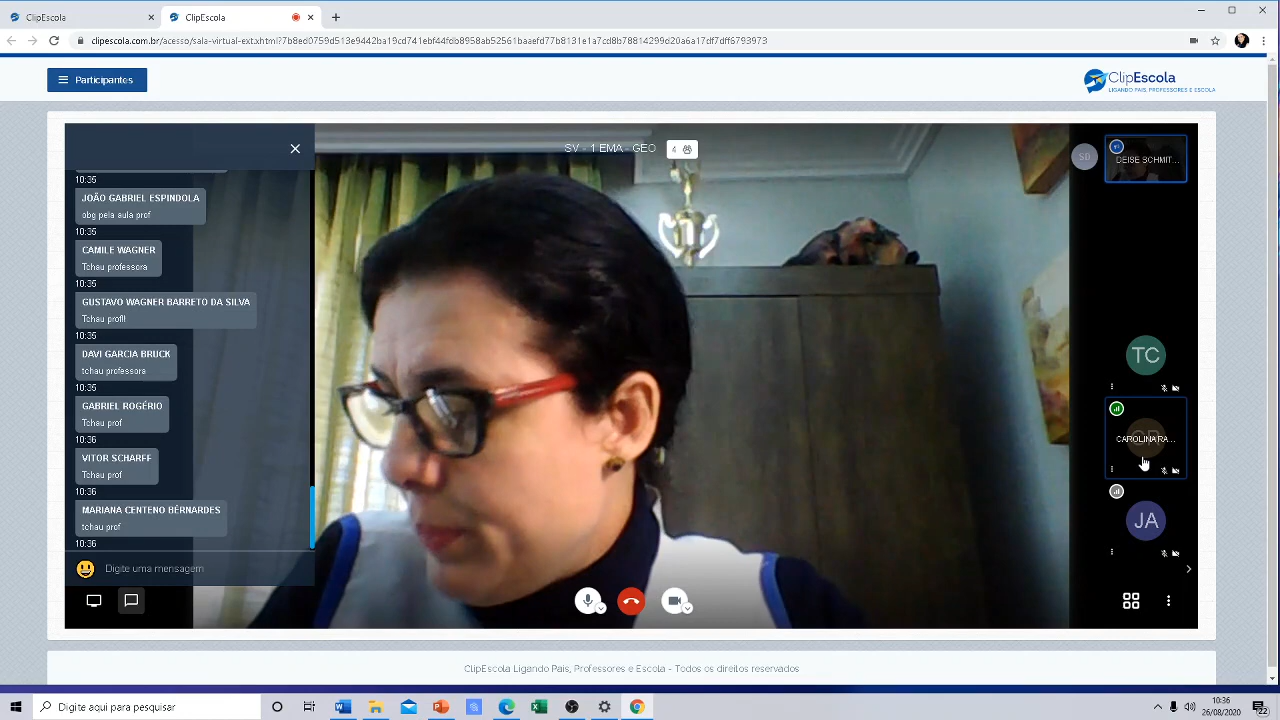 ClipEscola
ClipEscola
clipescola.com.br/acesso/sala-virtual-ext.xhtml?7b8ed0759d513e9442ba19cd741ebf44fdb8958ab52561baaefd77b8131e1a7cd8b78814299d20a6a17df7dff6793973
Participantes
ClipEscola
LIGANDO PAIS, PROFESSORES E ESCOLA
SV - 1 EMA - GEO
4
SD
DEISE SCHMIT...
10:35
JOÃO GABRIEL ESPINDOLA
obg pela aula prof
10:35
CAMILE WAGNER
Tchau professora
10:35
GUSTAVO WAGNER BARRETO DA SILVA
Tchau prof!!!
10:35
DAVI GARCIA BRUCK
tchau professora
10:35
GABRIEL ROGÉRIO
Tchau prof
10:36
VITOR SCHARFF
Tchau prof
10:36
MARIANA CENTENO BERNARDES
tchau prof
10:36
Digite uma mensagem
TC
CAROLINA RA...
JA
ClipEscola Ligando Pais, Professores e Escola - Todos os direitos reservados
Digite aqui para pesquisar
10:36
26/08/2020
22